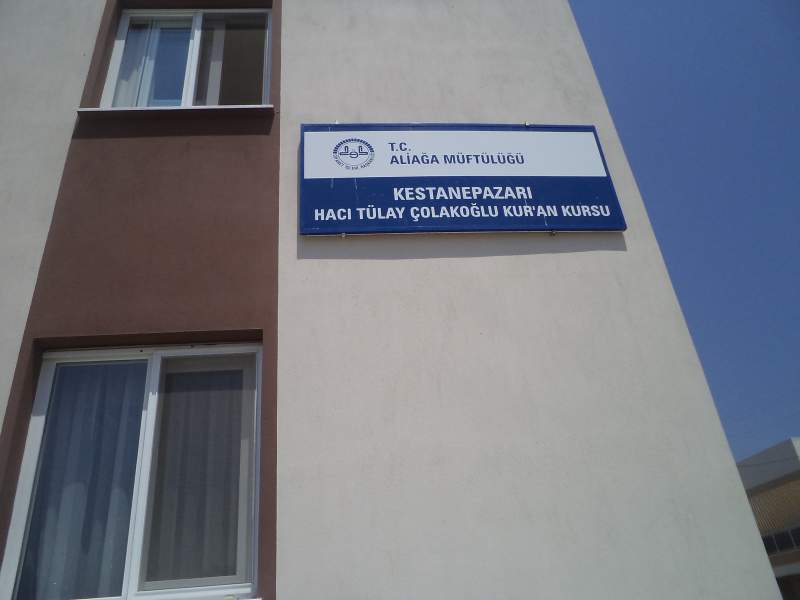 T.C.
ALİAĞA MÜFTÜLÜĞÜ
KESTANEPAZARI
HACI TÜLAY ÇOLAKOĞLU KUR'AN KURSU